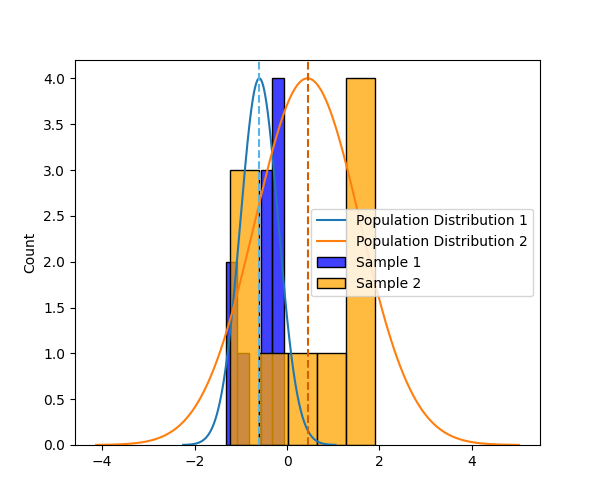 4.0
3.5
3.0
2.5
2.0
1.5
1.0
0.5
0.0
Count
Population Distribution 1
Population Distribution 2
Sample 1
Sample 2
−4 −2 0 2 4